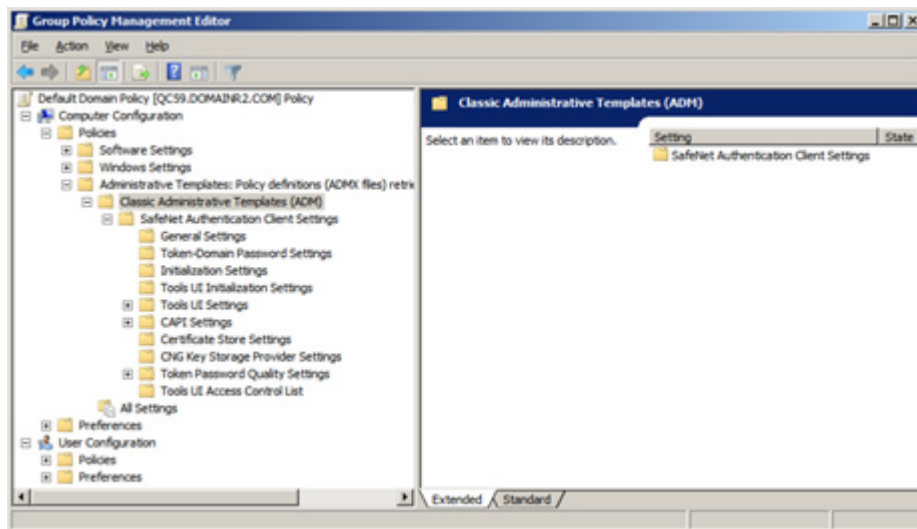 Group Policy Management Editor
File Action View Help
Default Domain Policy [QC59.DOMAINR2.COM] Policy
Computer Configuration
Policies
Software Settings
Windows Settings
Administrative Templates: Policy definitions (ADMX files) retrie
Classic Administrative Templates (ADM)
SafeNet Authentication Client Settings
General Settings
Token-Domain Password Settings
Initialization Settings
Tools UI Initialization Settings
Tools UI Settings
CAPI Settings
Certificate Store Settings
CNG Key Storage Provider Settings
Token Password Quality Settings
Tools UI Access Control List
All Settings
Preferences
User Configuration
Policies
Preferences
Classic Administrative Templates (ADM)
Select an item to view its description.
Setting State
SafeNet Authentication Client Settings
Extended Standard